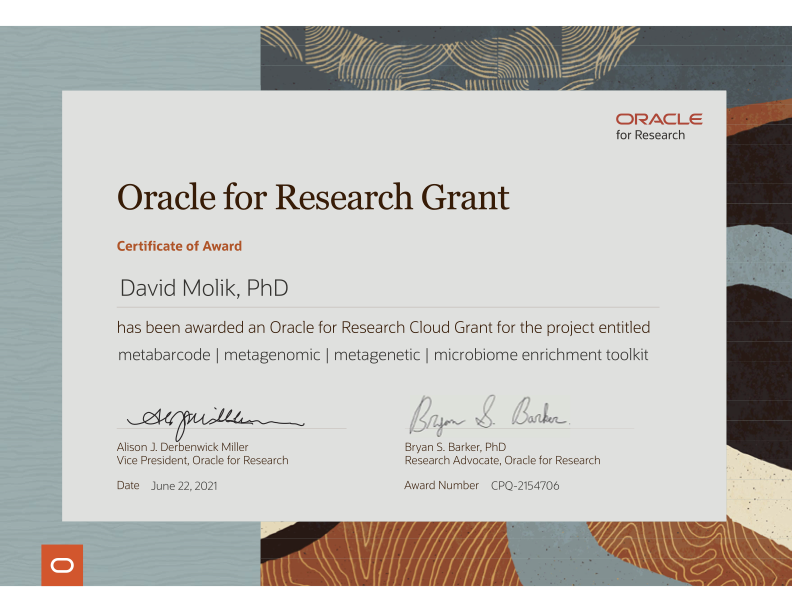 ORACLE
for Research
Oracle for Research Grant
Certificate of Award
David Molik, PhD
has been awarded an Oracle for Research Cloud Grant for the project entitled
metabarcode | metagenomic | metagenetic | microbiome enrichment toolkit
Bryan S. Barker
Alison J. Derbenwick Miller
Vice President, Oracle for Research
Bryan S. Barker, PhD
Research Advocate, Oracle for Research
Date June 22, 2021
Award Number CPQ-2154706